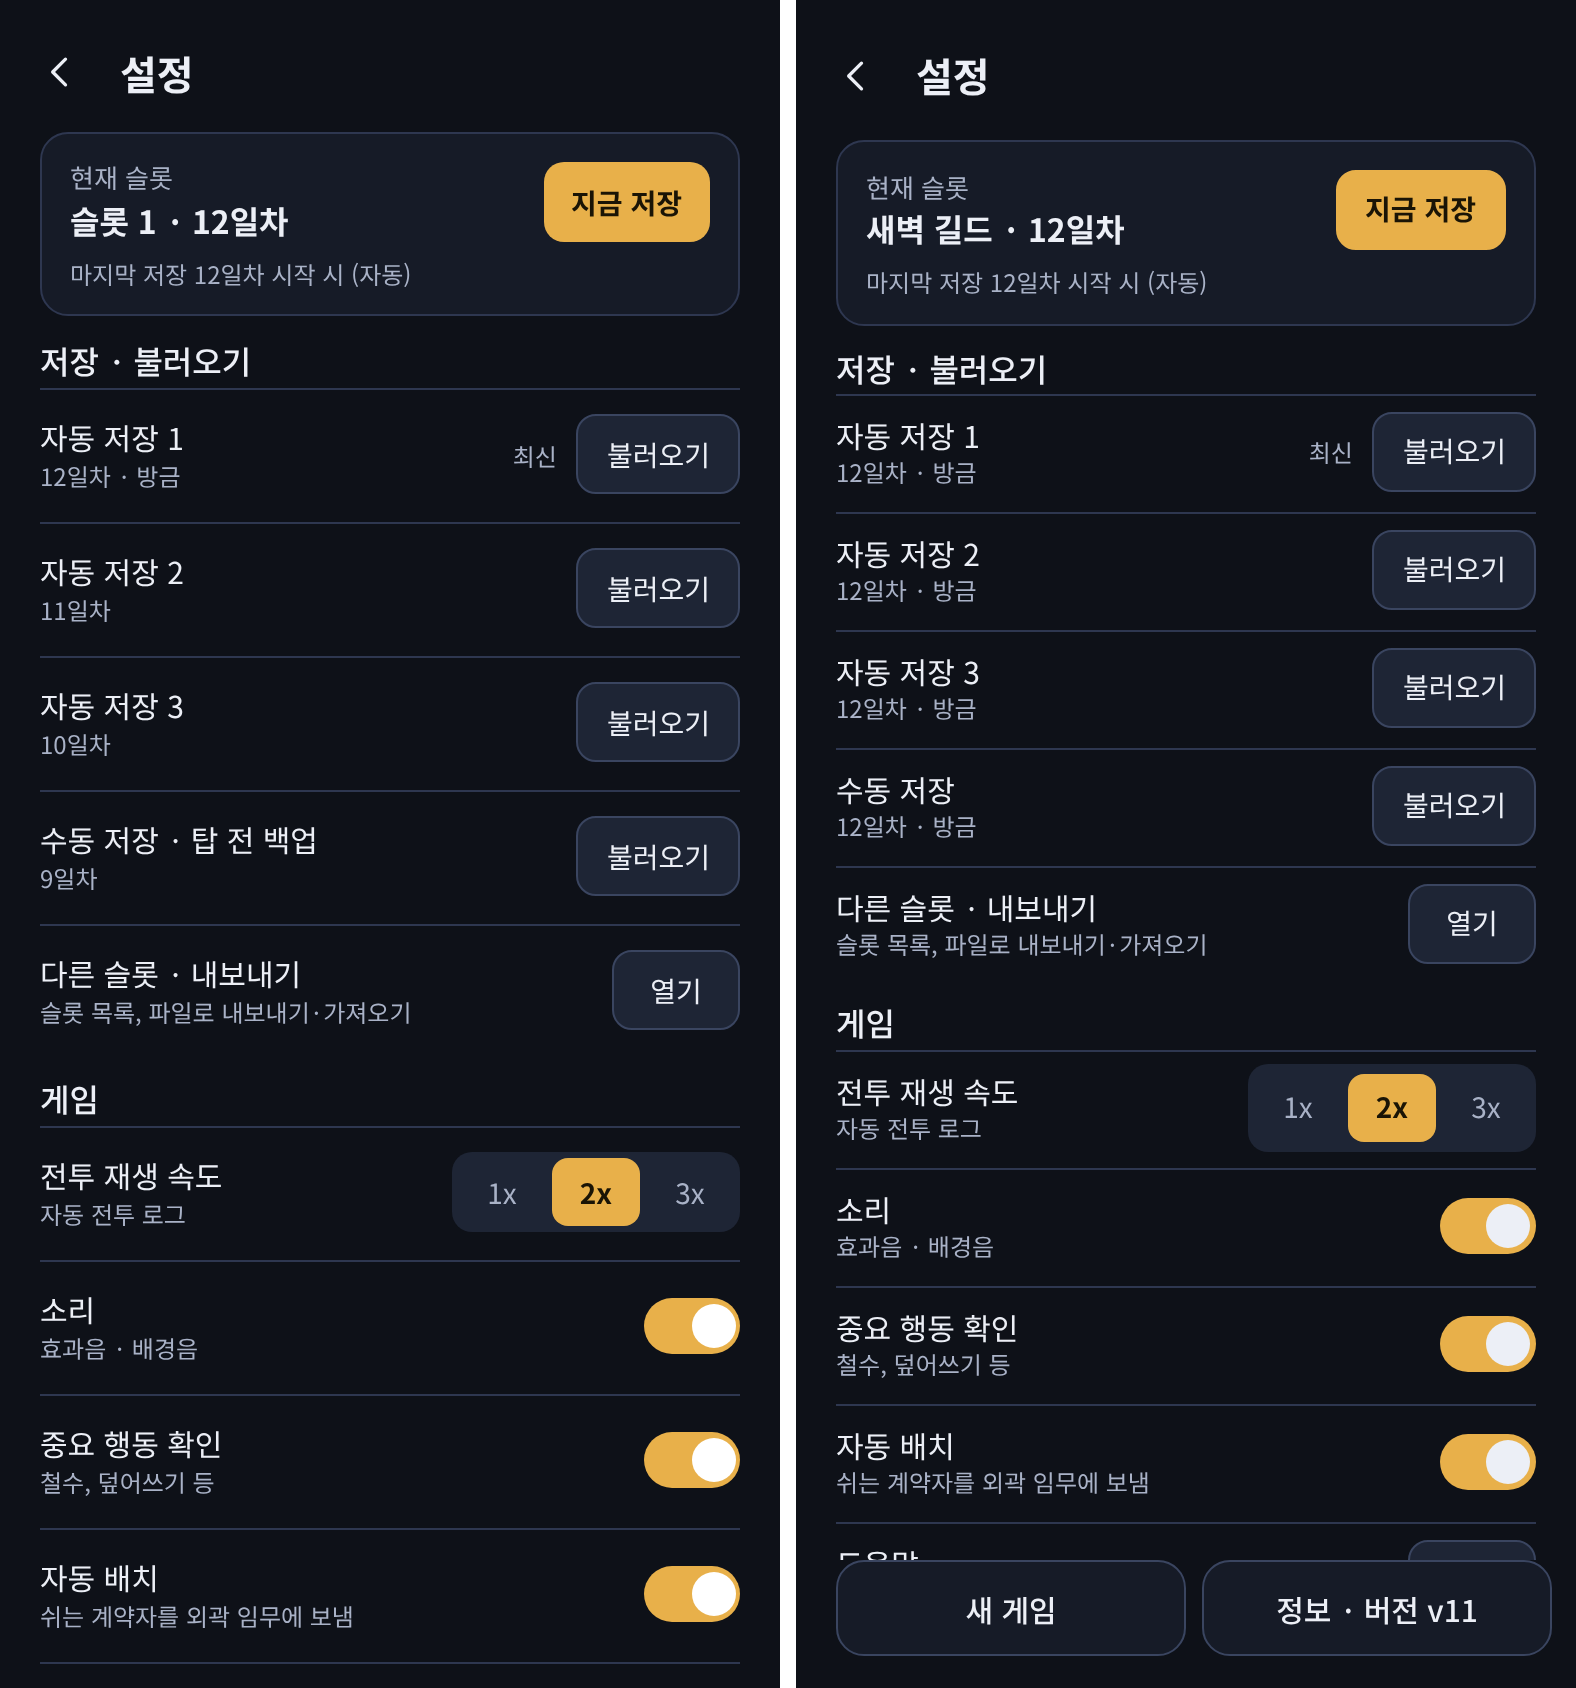 설정
현재 슬롯
슬롯 1 · 12일차
지금 저장
마지막 저장 12일차 시작 시 (자동)
저장 · 불러오기
자동 저장 1
12일차 · 방금
최신
불러오기
자동 저장 2
11일차
불러오기
자동 저장 3
10일차
불러오기
수동 저장 · 탑 전 백업
9일차
불러오기
다른 슬롯 · 내보내기
슬롯 목록, 파일로 내보내기·가져오기
열기
게임
전투 재생 속도
자동 전투 로그
1x 2x 3x
소리
효과음 · 배경음
중요 행동 확인
철수, 덮어쓰기 등
자동 배치
쉬는 계약자를 외곽 임무에 보냄
설정
현재 슬롯
새벽 길드 · 12일차
지금 저장
마지막 저장 12일차 시작 시 (자동)
저장 · 불러오기
자동 저장 1
12일차 · 방금
최신
불러오기
자동 저장 2
12일차 · 방금
불러오기
자동 저장 3
12일차 · 방금
불러오기
수동 저장
12일차 · 방금
불러오기
다른 슬롯 · 내보내기
슬롯 목록, 파일로 내보내기·가져오기
열기
게임
전투 재생 속도
자동 전투 로그
1x 2x 3x
소리
효과음 · 배경음
중요 행동 확인
철수, 덮어쓰기 등
자동 배치
쉬는 계약자를 외곽 임무에 보냄
새 게임
정보 · 버전 v11